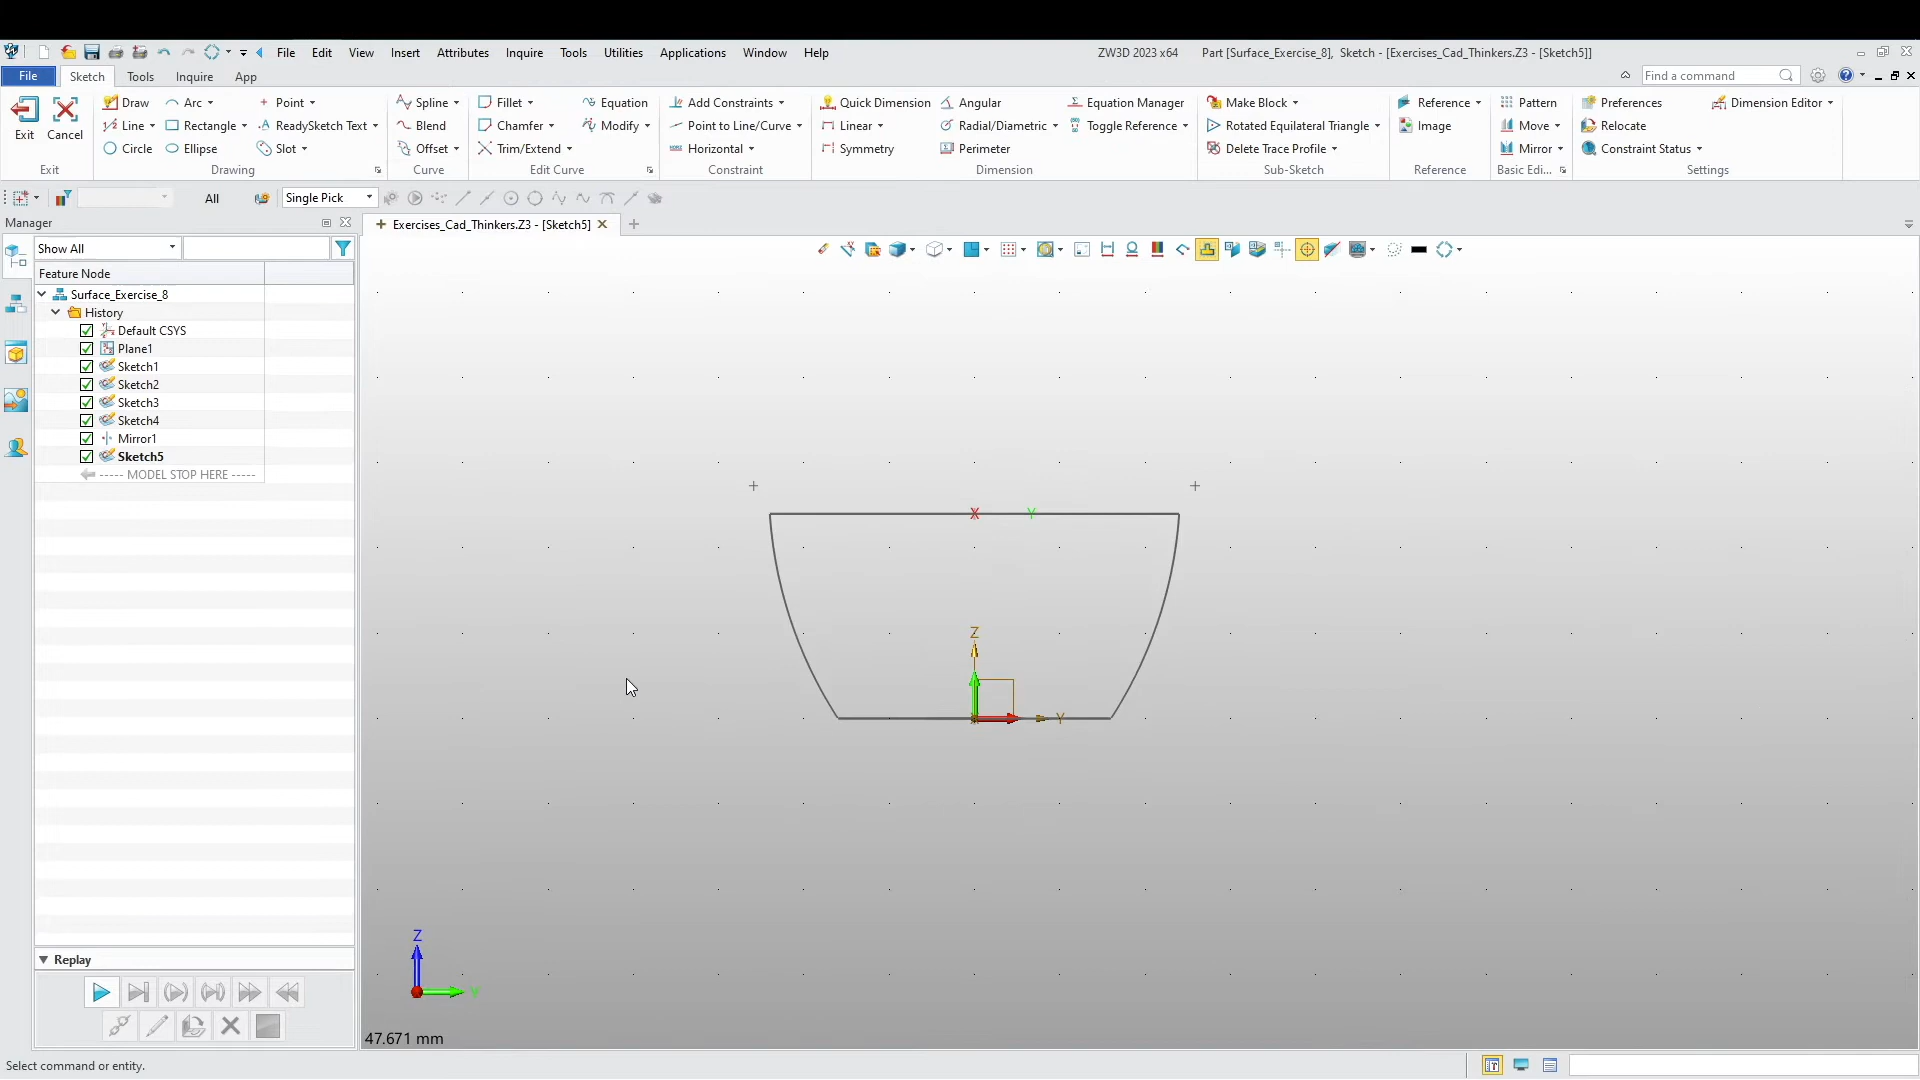 File Edit View Insert Attributes Inquire Tools Utilities Applications Window Help ZW3D 2023 x64 Part [Surface_Exercise_8], Sketch - [Exercises_Cad_Thinkers.Z3 - [Sketch5]]
File Sketch Tools Inquire App Find a command
Draw Arc Point Spline Fillet Equation Add Constraints Quick Dimension Angular Equation Manager Make Block Reference Pattern Preferences Dimension Editor
Exit Cancel Line Rectangle ReadySketch Text Blend Chamfer Modify Point to Line/Curve Linear Radial/Diametric Toggle Reference Rotated Equilateral Triangle Image Move Relocate
Circle Ellipse Slot Offset Trim/Extend Horizontal Symmetry Perimeter Delete Trace Profile Mirror Constraint Status
Exit Drawing Curve Edit Curve Constraint Dimension Sub-Sketch Reference Basic Edi... Settings
All Single Pick
Manager Exercises_Cad_Thinkers.Z3 - [Sketch5]
Show All
Feature Node
Surface_Exercise_8
History
Default CSYS
Plane1
Sketch1
Sketch2
Sketch3
Sketch4
Mirror1
Sketch5
----- MODEL STOP HERE -----
X Y
Z
Y
Z
Y
Replay
47.671 mm
Select command or entity.